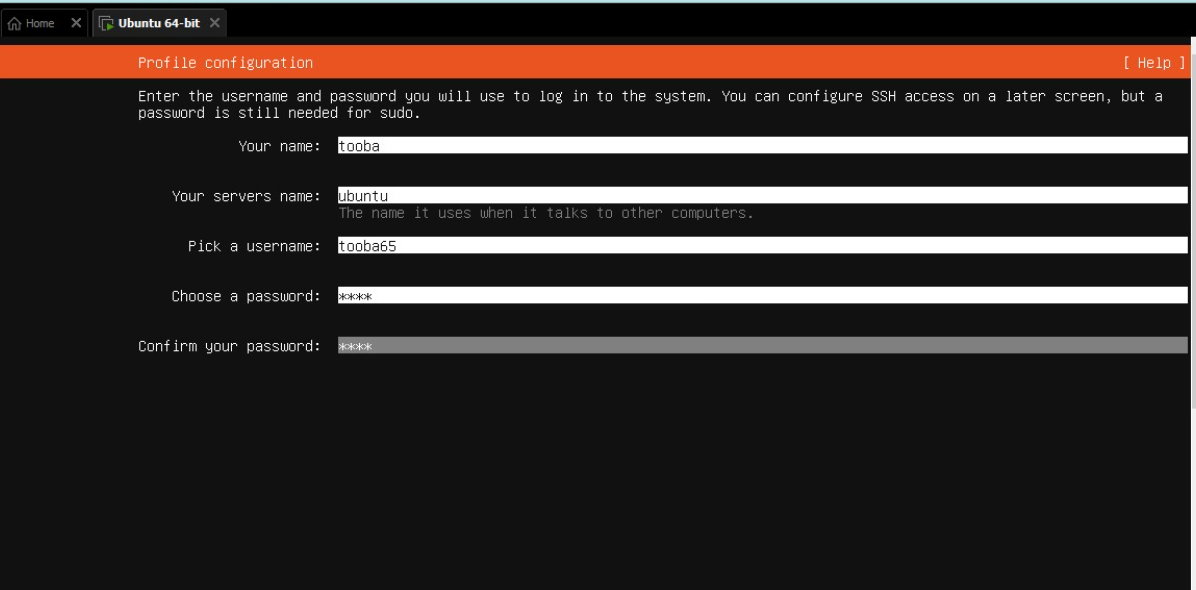 Home
Ubuntu 64-bit
Profile configuration [ Help ]
Enter the username and password you will use to log in to the system. You can configure SSH access on a later screen, but a
password is still needed for sudo.
Your name: tooba
Your servers name: ubuntu
The name it uses when it talks to other computers.
Pick a username: tooba65
Choose a password: ****
Confirm your password: ****